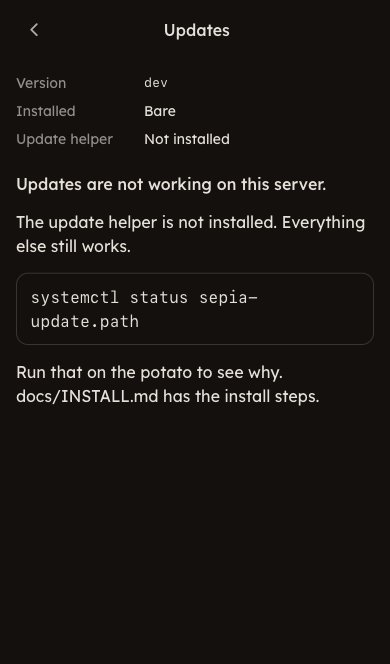 Updates
Version dev
Installed Bare
Update helper Not installed
Updates are not working on this server.
The update helper is not installed. Everything
else still works.
systemctl status sepia-
update.path
Run that on the potato to see why.
docs/INSTALL.md has the install steps.